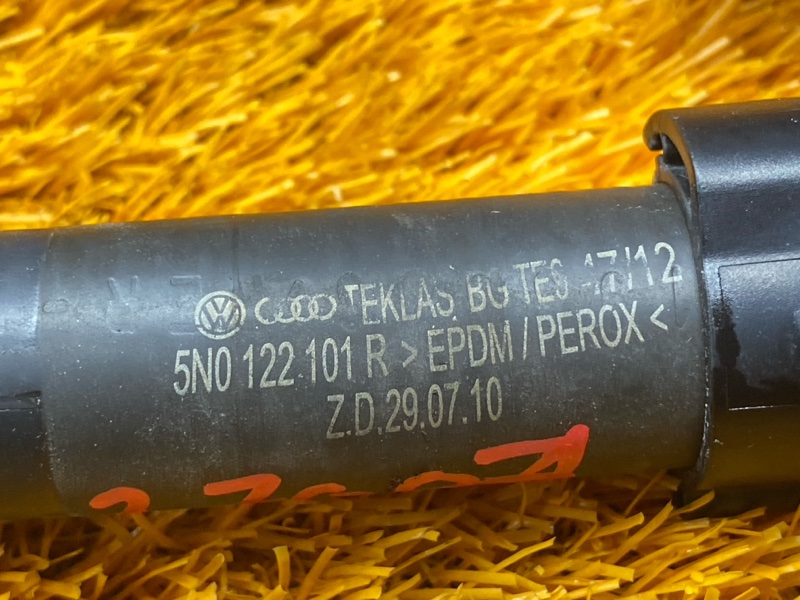 TEKLAS BG TES 47/12
5N0 122 101 R > EPDM / PEROX <
Z.D.29.07.10